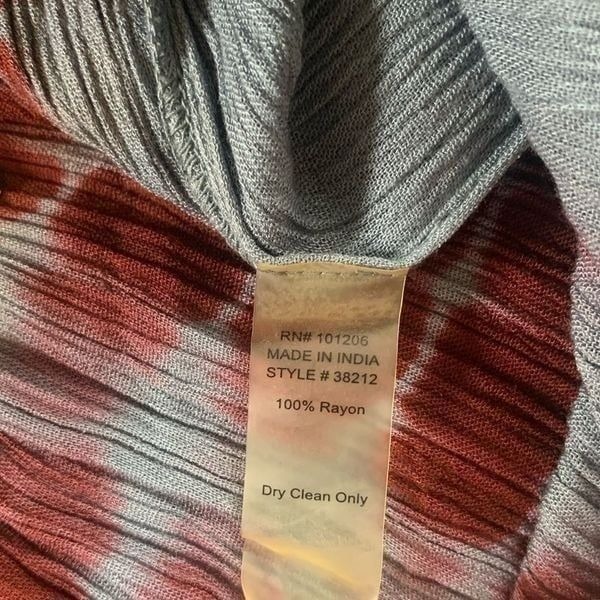 RN# 101206
MADE IN INDIA
STYLE # 38212
100% Rayon
Dry Clean Only